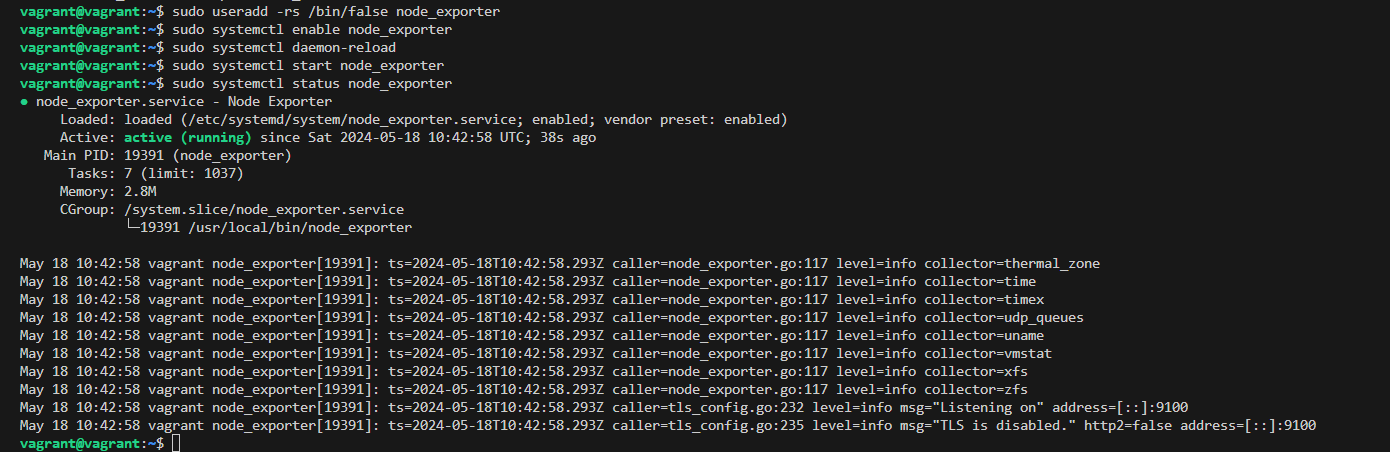 vagrant@vagrant:~$ sudo useradd -rs /bin/false node_exporter
vagrant@vagrant:~$ sudo systemctl enable node_exporter
vagrant@vagrant:~$ sudo systemctl daemon-reload
vagrant@vagrant:~$ sudo systemctl start node_exporter
vagrant@vagrant:~$ sudo systemctl status node_exporter
● node_exporter.service - Node Exporter
     Loaded: loaded (/etc/systemd/system/node_exporter.service; enabled; vendor preset: enabled)
     Active: active (running) since Sat 2024-05-18 10:42:58 UTC; 38s ago
   Main PID: 19391 (node_exporter)
      Tasks: 7 (limit: 1037)
     Memory: 2.8M
     CGroup: /system.slice/node_exporter.service
             └─19391 /usr/local/bin/node_exporter

May 18 10:42:58 vagrant node_exporter[19391]: ts=2024-05-18T10:42:58.293Z caller=node_exporter.go:117 level=info collector=thermal_zone
May 18 10:42:58 vagrant node_exporter[19391]: ts=2024-05-18T10:42:58.293Z caller=node_exporter.go:117 level=info collector=time
May 18 10:42:58 vagrant node_exporter[19391]: ts=2024-05-18T10:42:58.293Z caller=node_exporter.go:117 level=info collector=timex
May 18 10:42:58 vagrant node_exporter[19391]: ts=2024-05-18T10:42:58.293Z caller=node_exporter.go:117 level=info collector=udp_queues
May 18 10:42:58 vagrant node_exporter[19391]: ts=2024-05-18T10:42:58.293Z caller=node_exporter.go:117 level=info collector=uname
May 18 10:42:58 vagrant node_exporter[19391]: ts=2024-05-18T10:42:58.293Z caller=node_exporter.go:117 level=info collector=vmstat
May 18 10:42:58 vagrant node_exporter[19391]: ts=2024-05-18T10:42:58.293Z caller=node_exporter.go:117 level=info collector=xfs
May 18 10:42:58 vagrant node_exporter[19391]: ts=2024-05-18T10:42:58.293Z caller=node_exporter.go:117 level=info collector=zfs
May 18 10:42:58 vagrant node_exporter[19391]: ts=2024-05-18T10:42:58.293Z caller=tls_config.go:232 level=info msg="Listening on" address=[::]:9100
May 18 10:42:58 vagrant node_exporter[19391]: ts=2024-05-18T10:42:58.293Z caller=tls_config.go:235 level=info msg="TLS is disabled." http2=false address=[::]:9100
vagrant@vagrant:~$